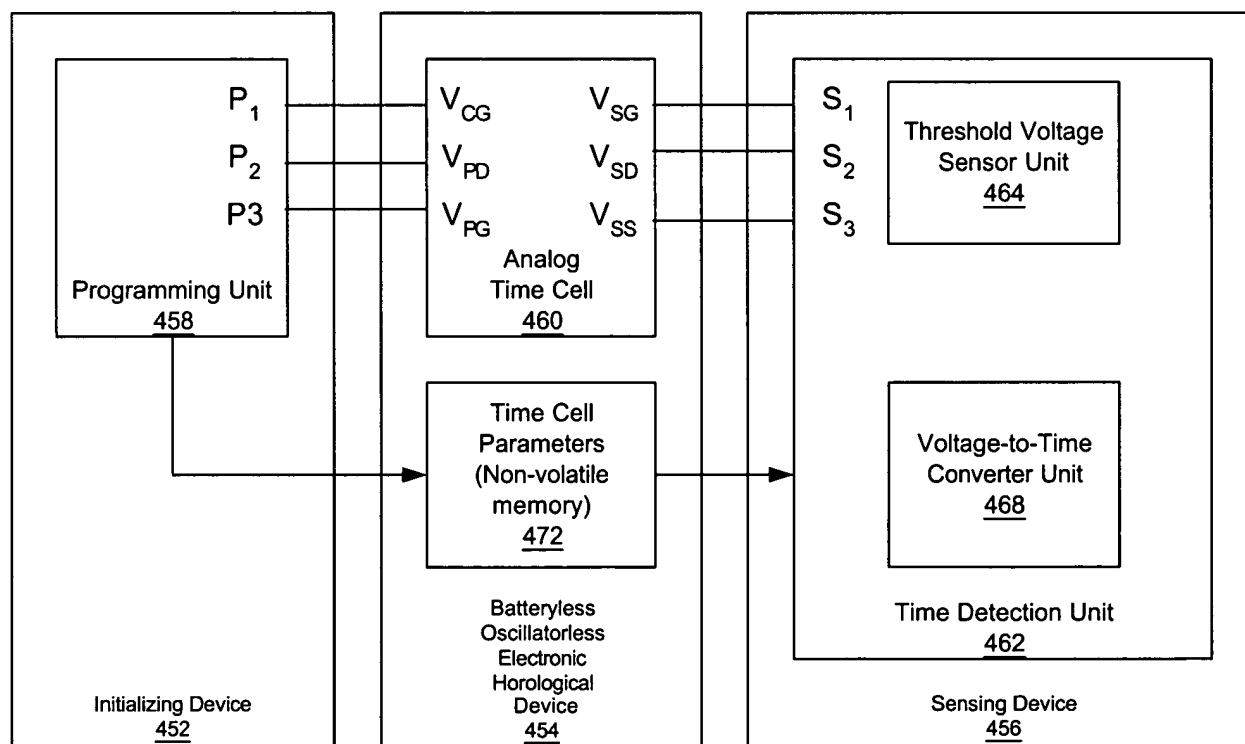 P1
P2
P3
Programming Unit
458
Initializing Device
452
VCG
VPD
VPG
VSG
VSD
VSS
Analog
Time Cell
460
Time Cell
Parameters
(Non-volatile
memory)
472
Batteryless
Oscillatorless
Electronic
Horological
Device
454
S1
S2
S3
Threshold Voltage
Sensor Unit
464
Voltage-to-Time
Converter Unit
468
Time Detection Unit
462
Sensing Device
456